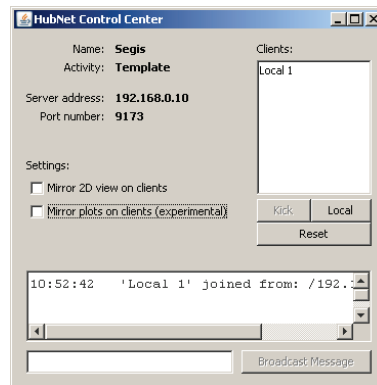 HubNet Control Center
Name: Segis
Activity: Template
Server address: 192.168.0.10
Port number: 9173
Settings:
Mirror 2D view on clients
Mirror plots on clients (experimental)
Clients:
Local 1
Kick Local
Reset
10:52:42 'Local 1' joined from: /192.
Broadcast Message